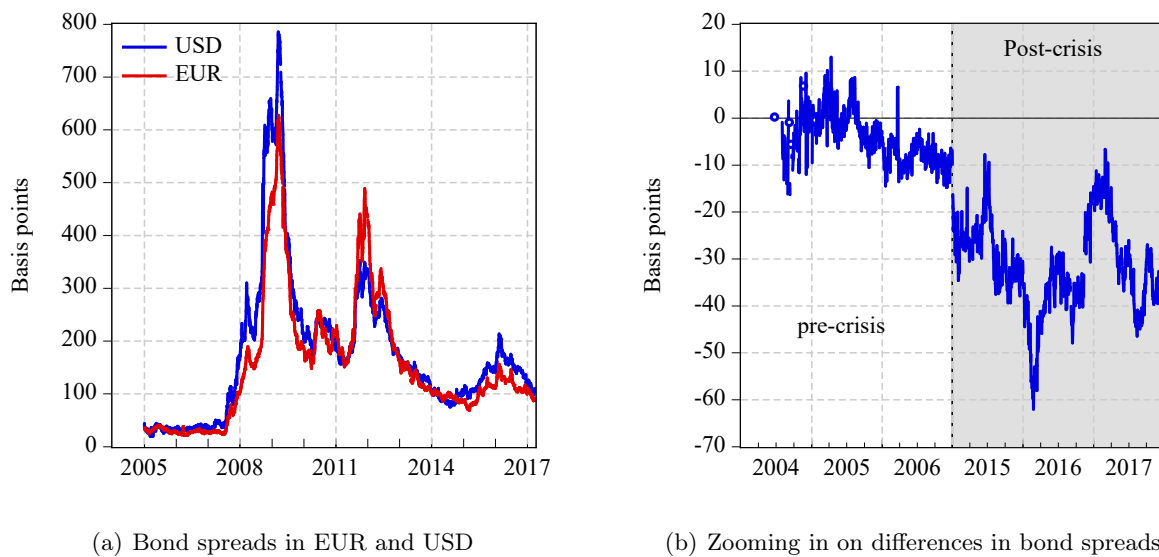 800
700
600
500
400
300
200
100
0
Basis points
USD
EUR
2005 2008 2011 2014 2017
(a) Bond spreads in EUR and USD
20
10
0
-10
-20
-30
-40
-50
-60
-70
Basis points
Post-crisis
pre-crisis
2004 2005 2006 2015 2016 2017
(b) Zooming in on differences in bond spreads